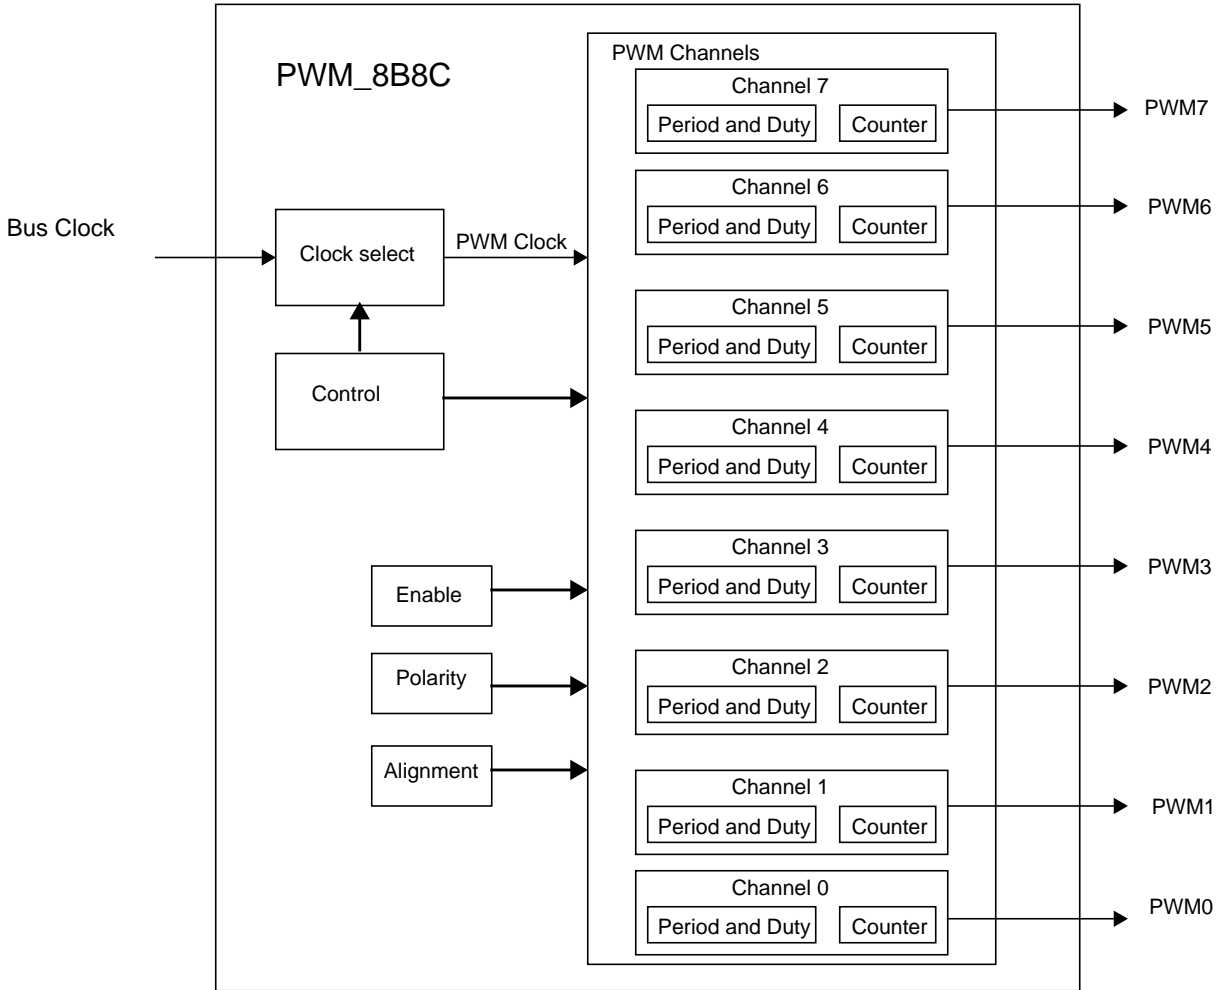 PWM_8B8C
PWM Channels
Channel 7
Period and Duty Counter
PWM7
Channel 6
Period and Duty Counter
PWM6
Bus Clock
Clock select
PWM Clock
Channel 5
Period and Duty Counter
PWM5
Control
Channel 4
Period and Duty Counter
PWM4
Channel 3
Period and Duty Counter
PWM3
Enable
Polarity
Channel 2
Period and Duty Counter
PWM2
Alignment
Channel 1
Period and Duty Counter
PWM1
Channel 0
Period and Duty Counter
PWM0